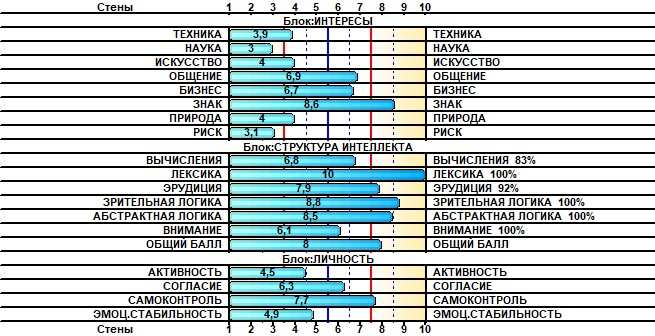 Стены 1 2 3 4 5 6 7 8 9 10 Стены
Блок:ИНТЕРЕСЫ
ТЕХНИКА 3,9 ТЕХНИКА
НАУКА 3 НАУКА
ИСКУССТВО 4 ИСКУССТВО
ОБЩЕНИЕ 6,9 ОБЩЕНИЕ
БИЗНЕС 6,7 БИЗНЕС
ЗНАК 8,6 ЗНАК
ПРИРОДА 4 ПРИРОДА
РИСК 3,1 РИСК
Блок:СТРУКТУРА ИНТЕЛЛЕКТА
ВЫЧИСЛЕНИЯ 6,8 ВЫЧИСЛЕНИЯ 83%
ЛЕКСИКА 10 ЛЕКСИКА 100%
ЭРУДИЦИЯ 7,9 ЭРУДИЦИЯ 92%
ЗРИТЕЛЬНАЯ ЛОГИКА 8,8 ЗРИТЕЛЬНАЯ ЛОГИКА 100%
АБСТРАКТНАЯ ЛОГИКА 8,5 АБСТРАКТНАЯ ЛОГИКА 100%
ВНИМАНИЕ 6,1 ВНИМАНИЕ 100%
ОБЩИЙ БАЛЛ 8 ОБЩИЙ БАЛЛ
Блок:ЛИЧНОСТЬ
АКТИВНОСТЬ 4,5 АКТИВНОСТЬ
СОГЛАСИЕ 6,3 СОГЛАСИЕ
САМОКОНТРОЛЬ 7,7 САМОКОНТРОЛЬ
ЭМОЦ.СТАБИЛЬНОСТЬ 4,9 ЭМОЦ.СТАБИЛЬНОСТЬ
Стены 1 2 3 4 5 6 7 8 9 10 Стены